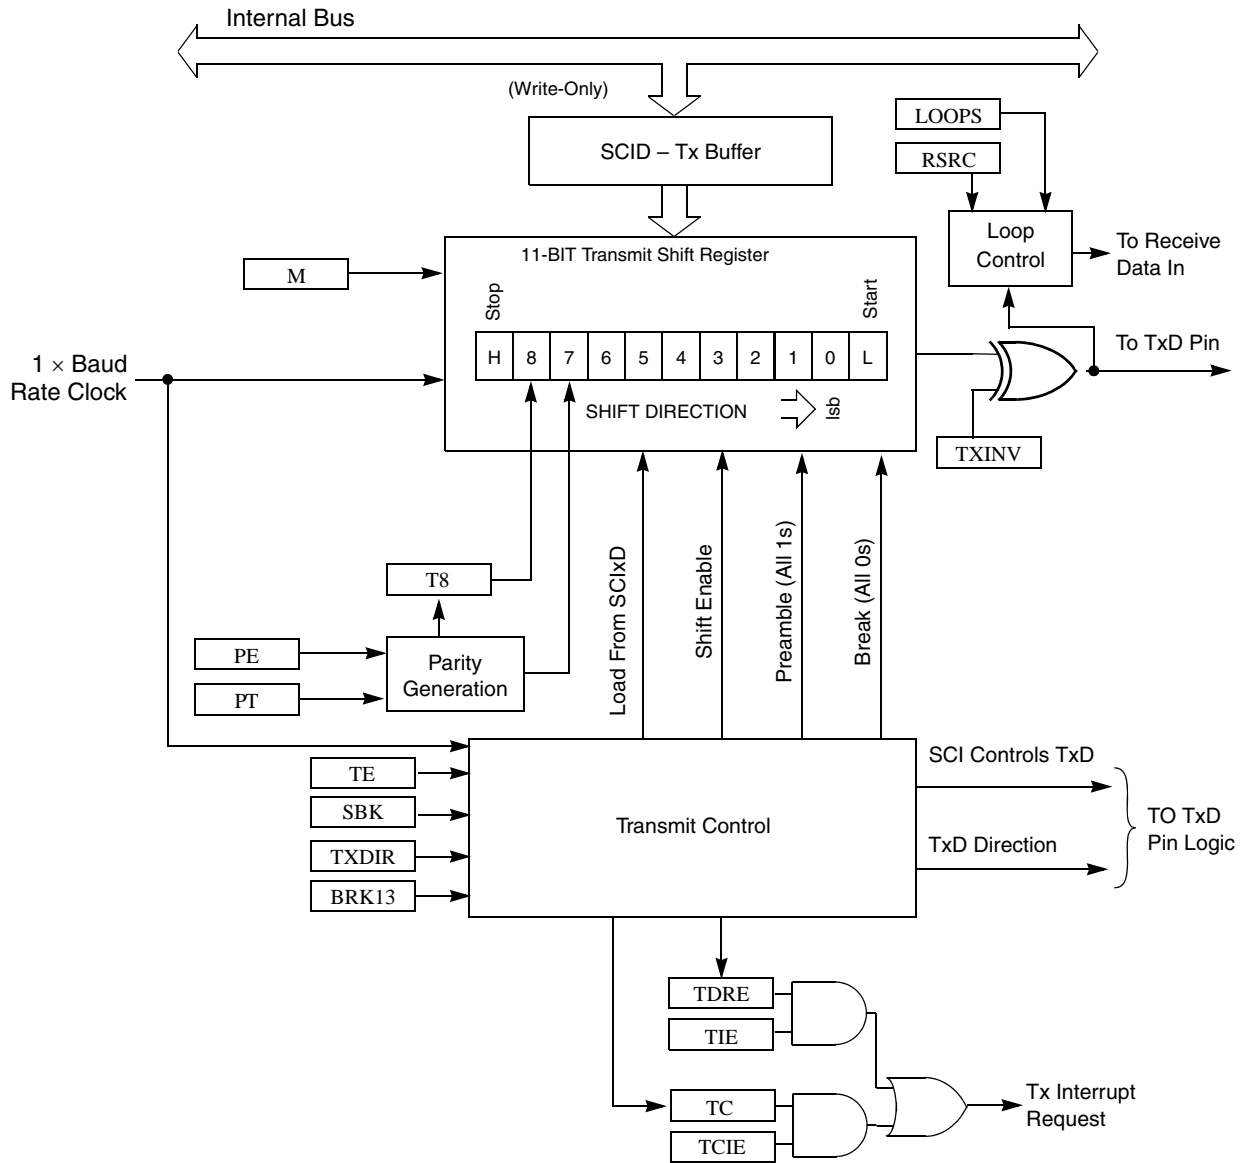 Internal Bus
(Write-Only)
SCID – Tx Buffer
LOOPS
RSRC
Loop
Control
To Receive
Data In
11-BIT Transmit Shift Register
M
Stop
Start
H 8 7 6 5 4 3 2 1 0 L
1 × Baud
Rate Clock
To TxD Pin
SHIFT DIRECTION
lsb
TXINV
T8
PE
PT
Parity
Generation
Load From SCIxD
Shift Enable
Preamble (All 1s)
Break (All 0s)
TE
SBK
TXDIR
BRK13
Transmit Control
SCI Controls TxD
TxD Direction
TO TxD
Pin Logic
TDRE
TIE
TC
TCIE
Tx Interrupt
Request